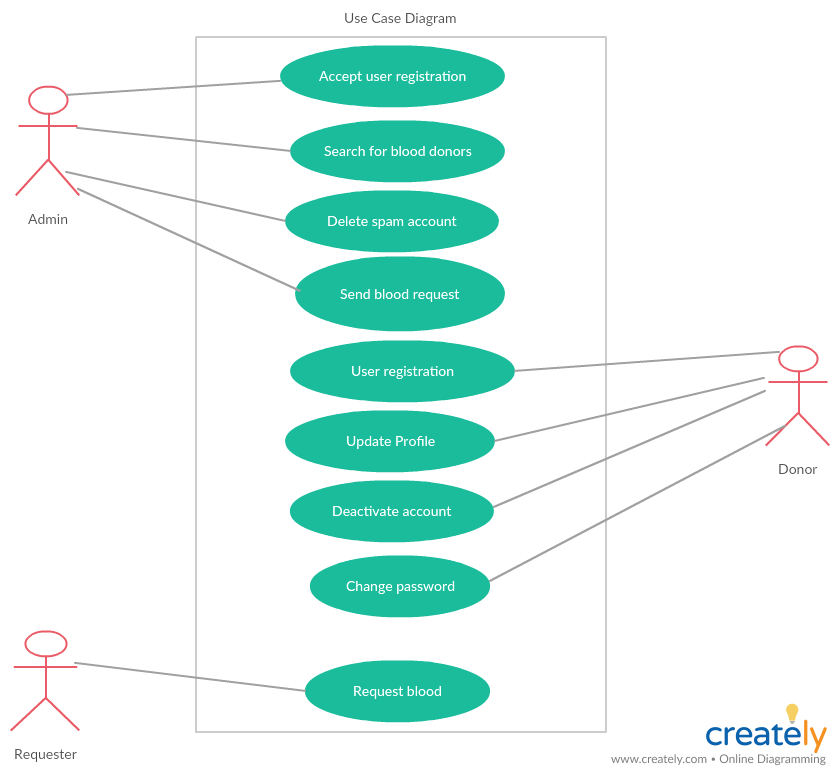 Use Case Diagram
Accept user registration
Search for blood donors
Delete spam account
Admin
Send blood request
User registration
Update Profile
Donor
Deactivate account
Change password
Request blood
Requester
creately
www.creately.com • Online Diagramming